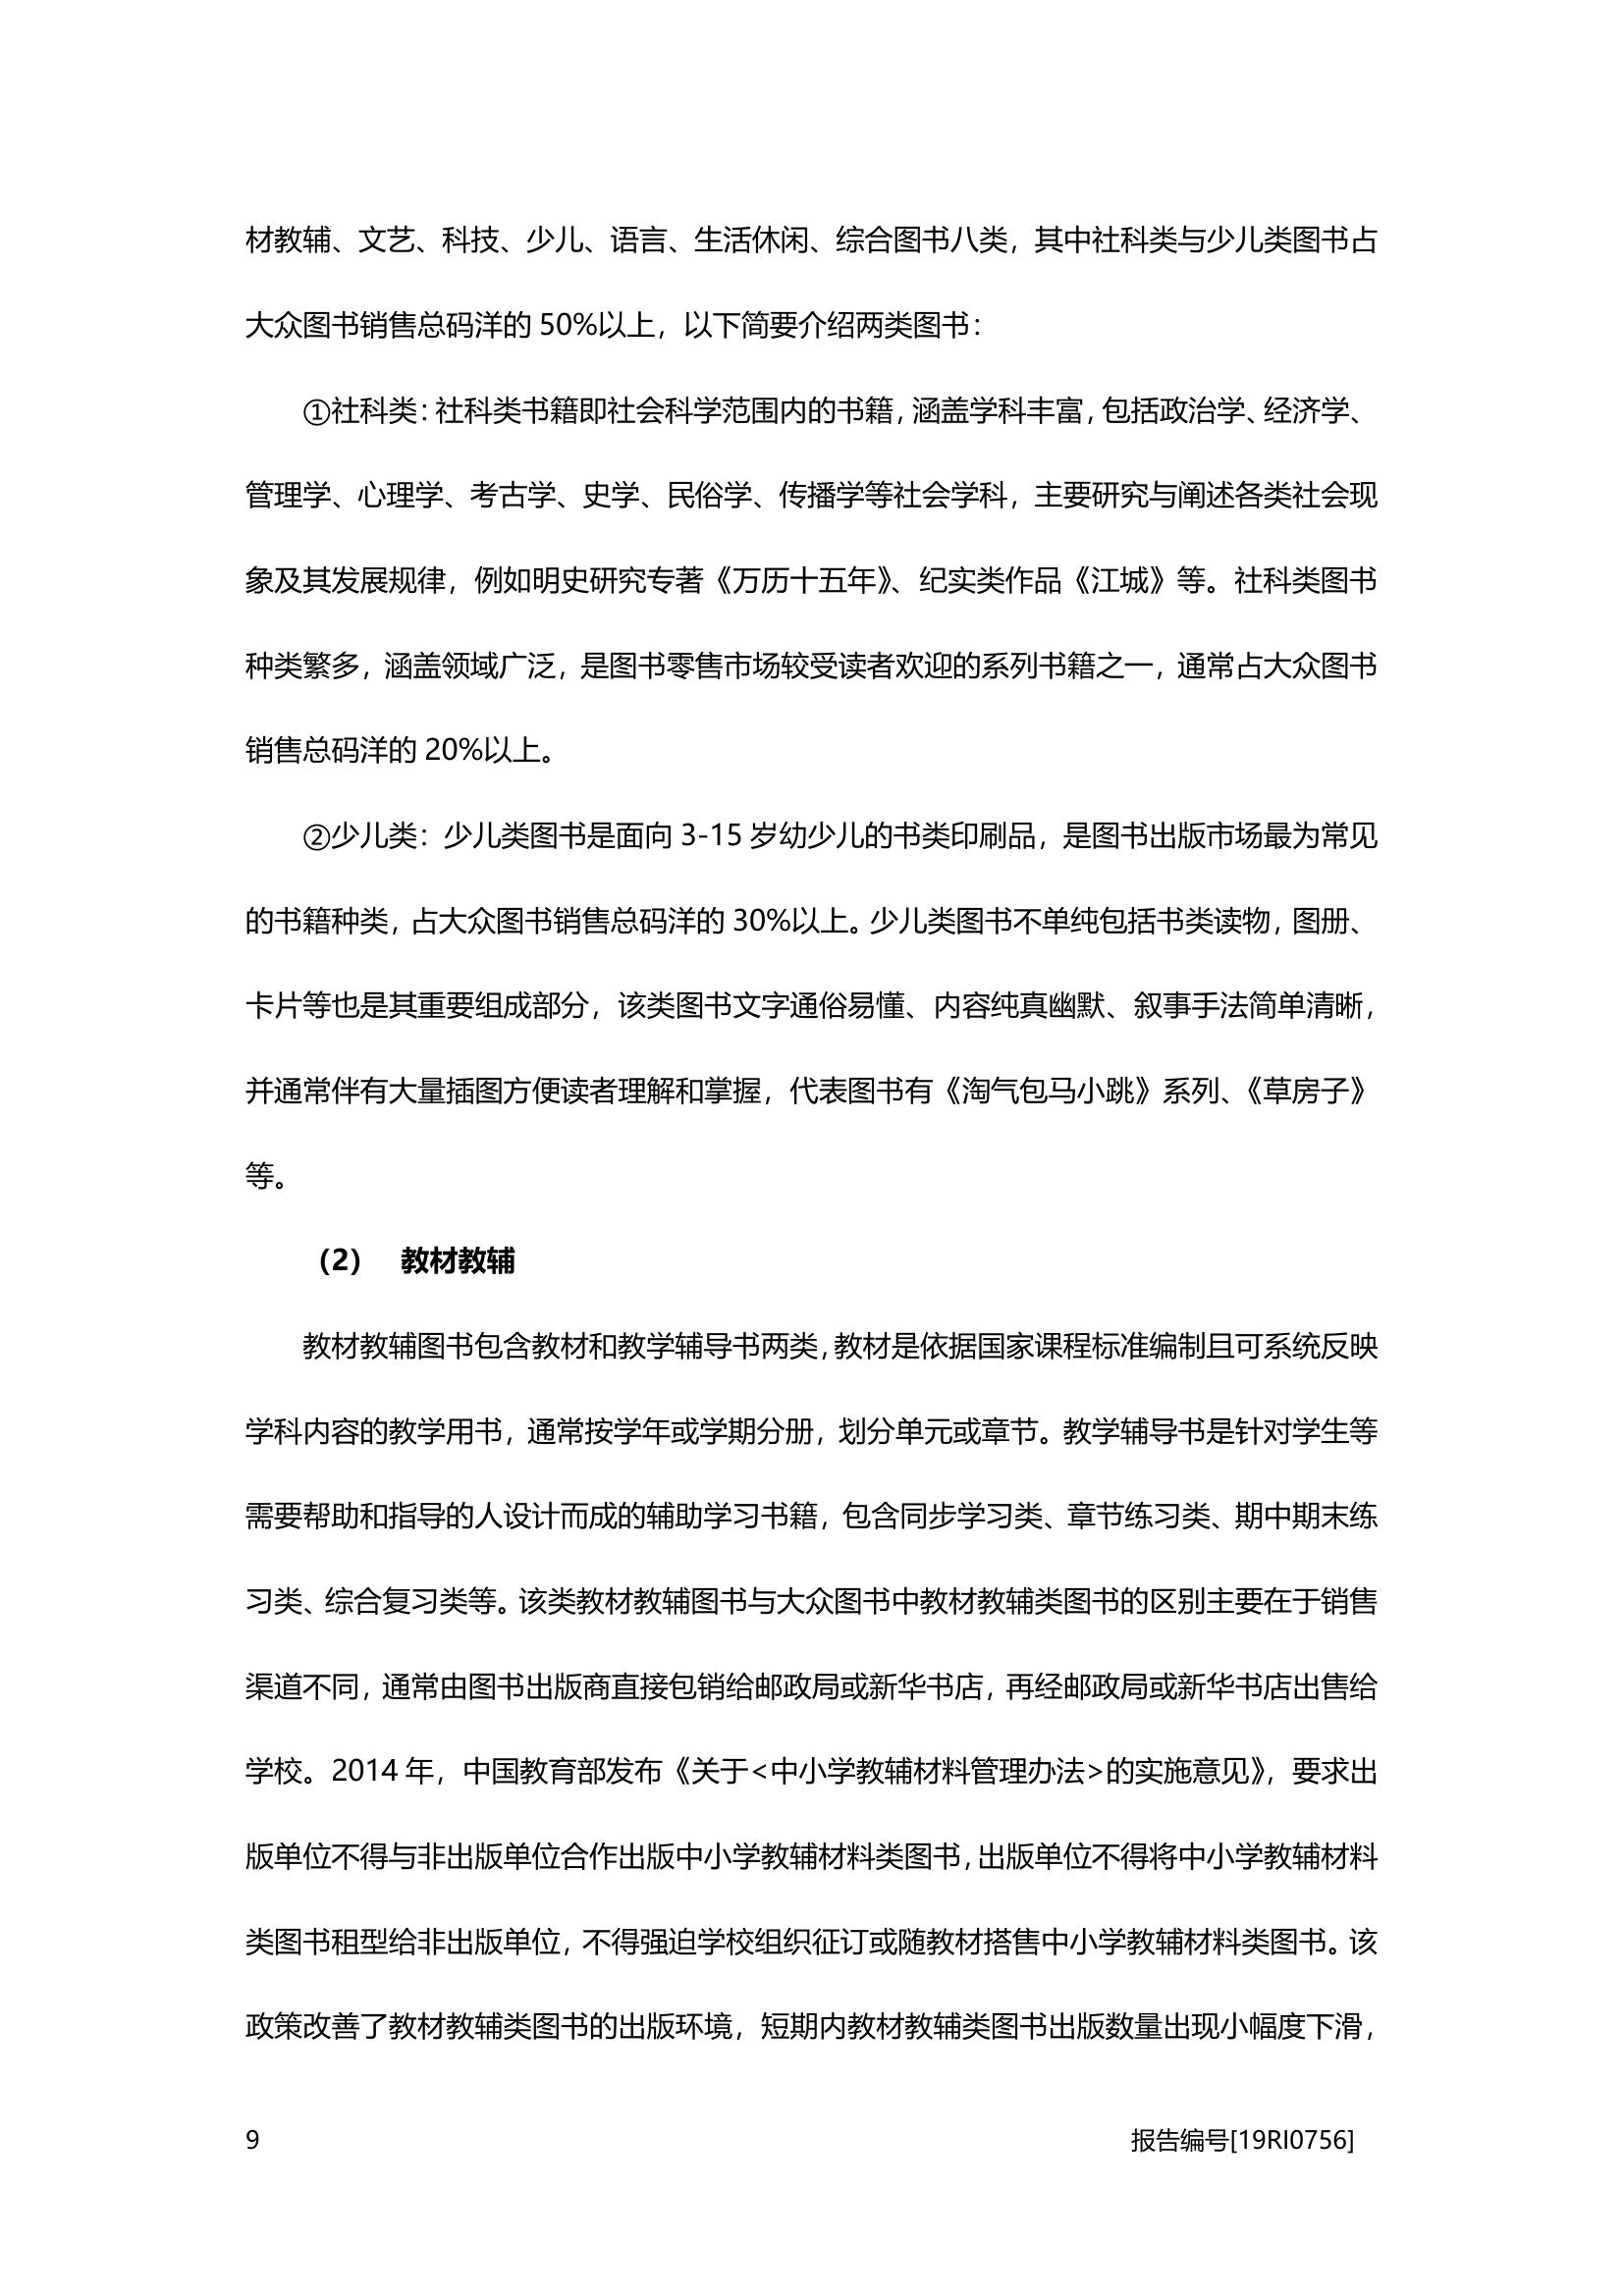 材教辅、文艺、科技、少儿、语言、生活休闲、综合图书八类，其中社科类与少儿类图书占
大众图书销售总码洋的 50%以上，以下简要介绍两类图书：
①社科类：社科类书籍即社会科学范围内的书籍，涵盖学科丰富，包括政治学、经济学、
管理学、心理学、考古学、史学、民俗学、传播学等社会学科，主要研究与阐述各类社会现
象及其发展规律，例如明史研究专著《万历十五年》、纪实类作品《江城》等。社科类图书
种类繁多，涵盖领域广泛，是图书零售市场较受读者欢迎的系列书籍之一，通常占大众图书
销售总码洋的 20%以上。
②少儿类：少儿类图书是面向 3-15 岁幼少儿的书类印刷品，是图书出版市场最为常见
的书籍种类，占大众图书销售总码洋的 30%以上。少儿类图书不单纯包括书类读物，图册、
卡片等也是其重要组成部分，该类图书文字通俗易懂、内容纯真幽默、叙事手法简单清晰，
并通常伴有大量插图方便读者理解和掌握，代表图书有《淘气包马小跳》系列、《草房子》
等。
（2） 教材教辅
教材教辅图书包含教材和教学辅导书两类，教材是依据国家课程标准编制且可系统反映
学科内容的教学用书，通常按学年或学期分册，划分单元或章节。教学辅导书是针对学生等
需要帮助和指导的人设计而成的辅助学习书籍，包含同步学习类、章节练习类、期中期末练
习类、综合复习类等。该类教材教辅图书与大众图书中教材教辅类图书的区别主要在于销售
渠道不同，通常由图书出版商直接包销给邮政局或新华书店，再经邮政局或新华书店出售给
学校。2014 年，中国教育部发布《关于<中小学教辅材料管理办法>的实施意见》，要求出
版单位不得与非出版单位合作出版中小学教辅材料类图书，出版单位不得将中小学教辅材料
类图书租型给非出版单位，不得强迫学校组织征订或随教材搭售中小学教辅材料类图书。该
政策改善了教材教辅类图书的出版环境，短期内教材教辅类图书出版数量出现小幅度下滑，
9 报告编号[19RI0756]